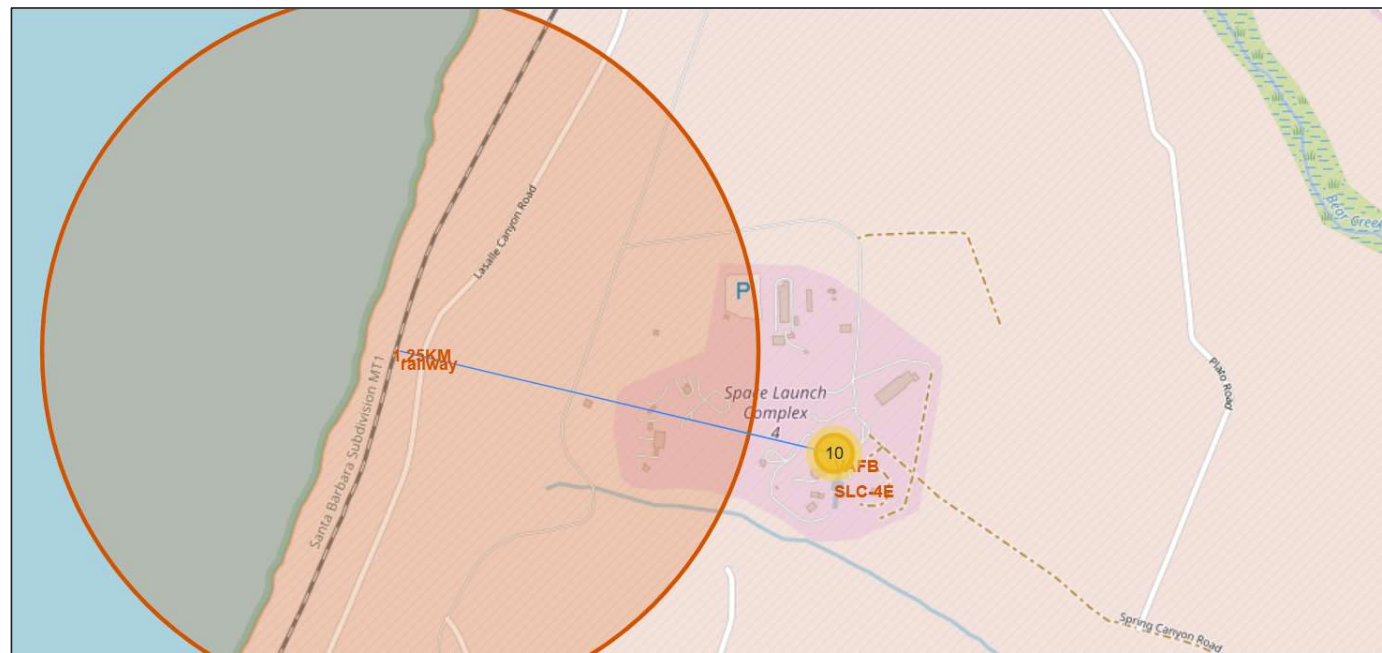 Bear Creek
Lasalle Canyon Road
P
1.25KM
railway
Plato Road
Space Launch
Complex
4
10
VAFB
SLC-4E
Santa Barbara Subdivision MT1
Spring Canyon Road